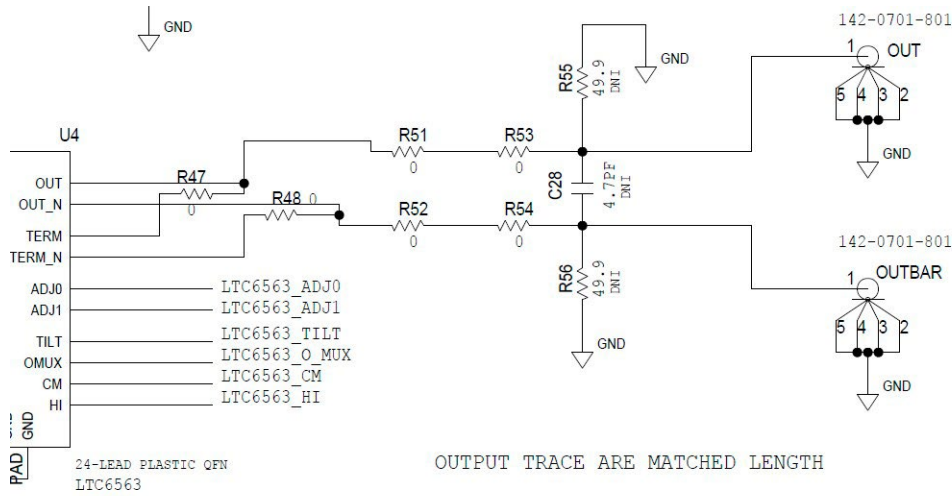 GND
142-0701-801
1
OUT
5 4 3 2
GND
R55
49.9
DNI
GND
U4
R51
0
R53
0
C28
4.7PF
DNI
OUT
R47
0
OUT_N
R48 0
TERM
R52
0
R54
0
TERM_N
142-0701-801
1
OUTBAR
5 4 3 2
GND
R56
49.9
DNI
GND
ADJ0 LTC6563_ADJ0
ADJ1 LTC6563_ADJ1
TILT LTC6563_TILT
OMUX LTC6563_O_MUX
CM LTC6563_CM
HI LTC6563_HI
GND
PAD
24-LEAD PLASTIC QFN
LTC6563
OUTPUT TRACE ARE MATCHED LENGTH